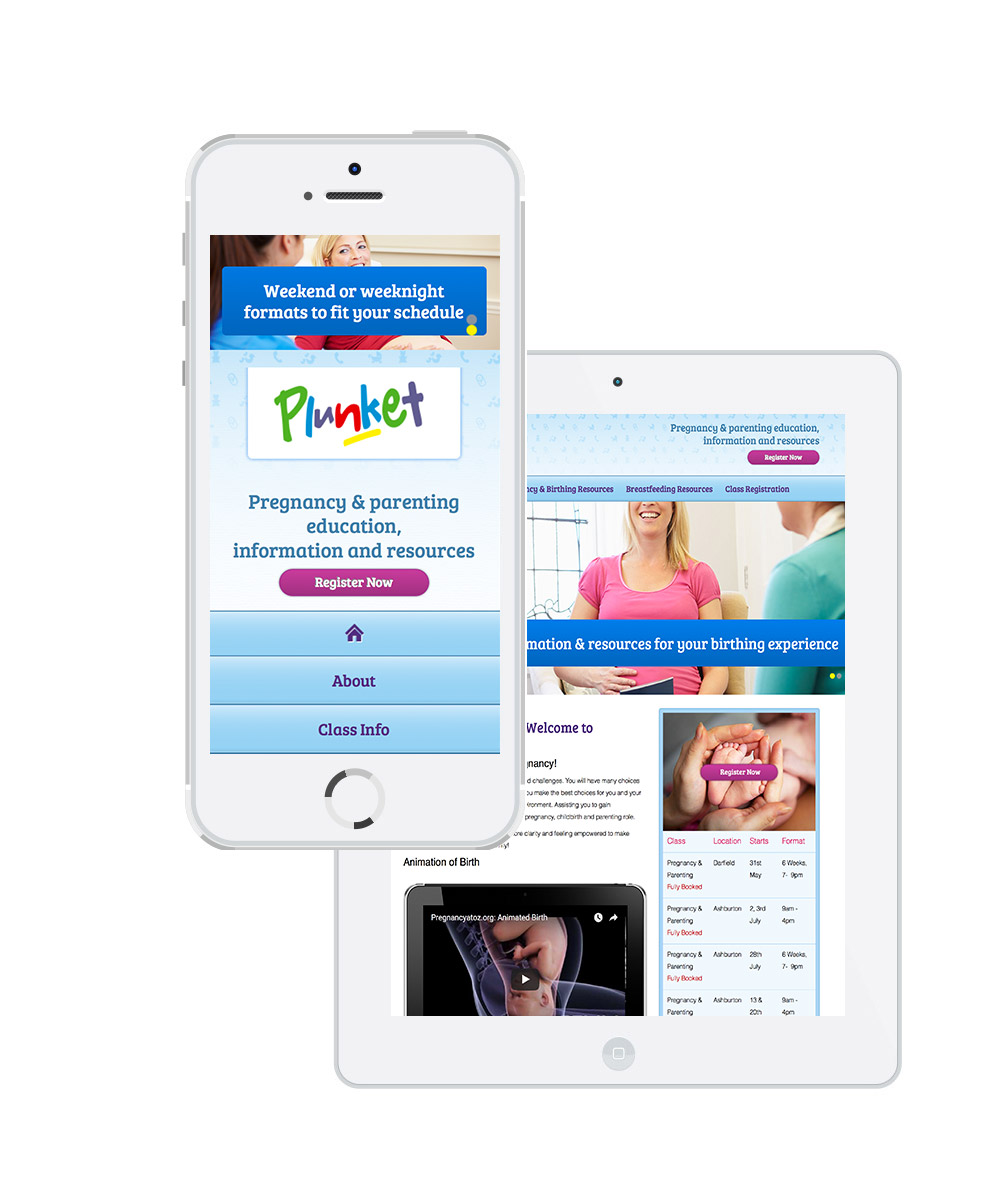 Weekend or weeknight
formats to fit your schedule
Plunket
Pregnancy & parenting
education,
information and resources
Register Now
About
Class Info
Pregnancy & parenting education,
information and resources
Register Now
& Birthing Resources Breastfeeding Resources Class Registration
& resources for your birthing experience
Welcome to
challenges. You will have many choices
make the best choices for you and your
Assisting you to gain
pregnancy, childbirth and parenting role.
clarity and feeling empowered to make
Animation of Birth
Pregnancyatoz.org: Animated Birth
Register Now
Class Location Starts Format
Pregnancy & Darfield 31st 6 Weeks,
Parenting May 7- 9pm
Fully Booked
Pregnancy & Ashburton 2, 3rd 9am -
Parenting July 4pm
Fully Booked
Pregnancy & Ashburton 28th 6 Weeks,
Parenting July 7- 9pm
Fully Booked
Pregnancy & Ashburton 13 & 9am -
Parenting 20th 4pm